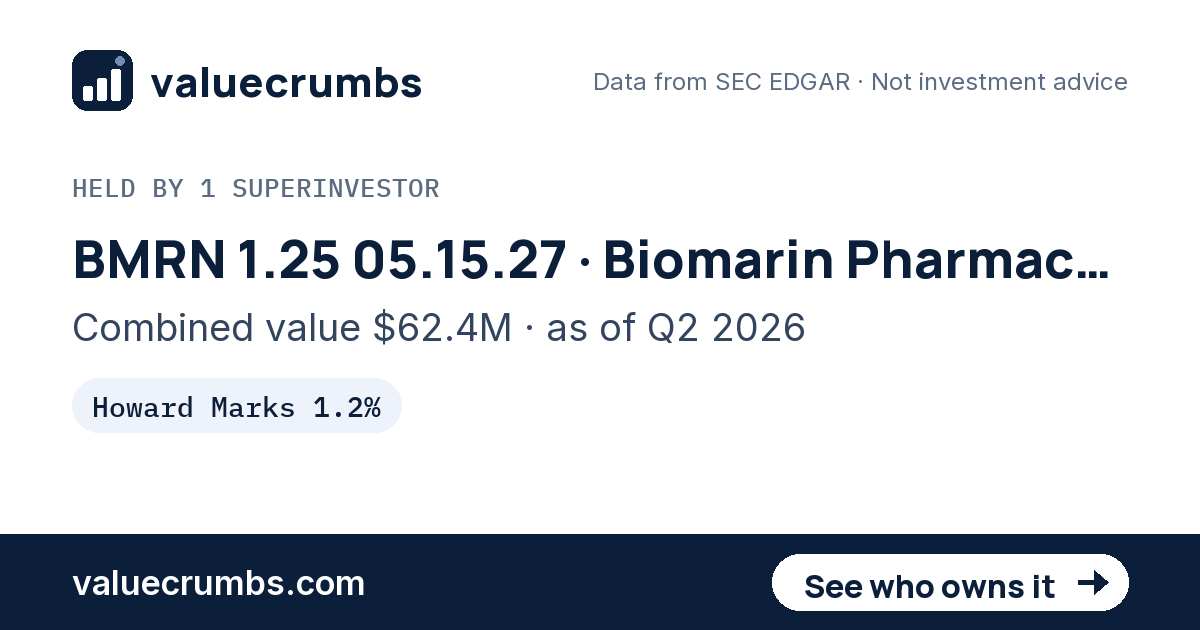 valuecrumbs
Data from SEC EDGAR · Not investment advice
HELD BY 1 SUPERINVESTOR
BMRN 1.25 05.15.27 · Biomarin Pharmac…
Combined value $62.4M · as of Q2 2026
Howard Marks 1.2%
valuecrumbs.com
See who owns it →